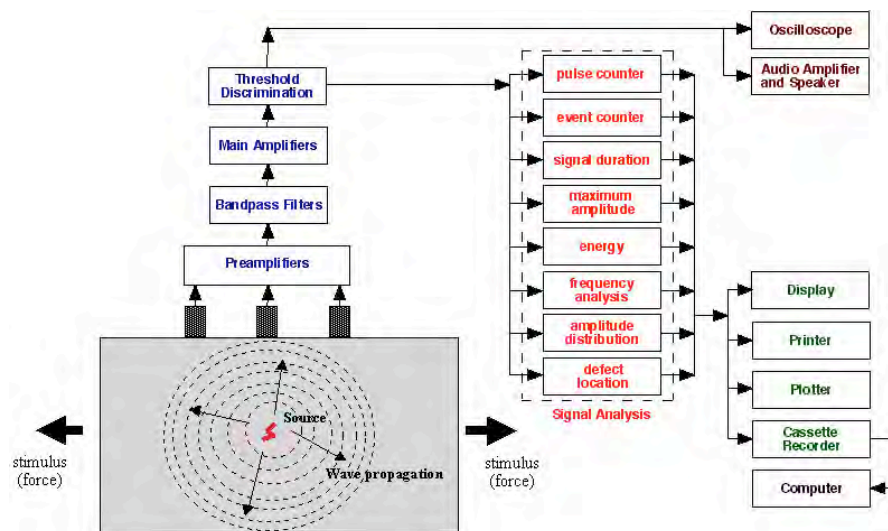 Oscilloscope
Audio Amplifier
and Speaker
Threshold
Discrimination
Main Amplifiers
Bandpass Filters
Preamplifiers
pulse counter
event counter
signal duration
maximum
amplitude
energy
frequency
analysis
amplitude
distribution
defect
location
Signal Analysis
Display
Printer
Plotter
Cassette
Recorder
Computer
Source
Wave propagation
stimulus
(force)
stimulus
(force)